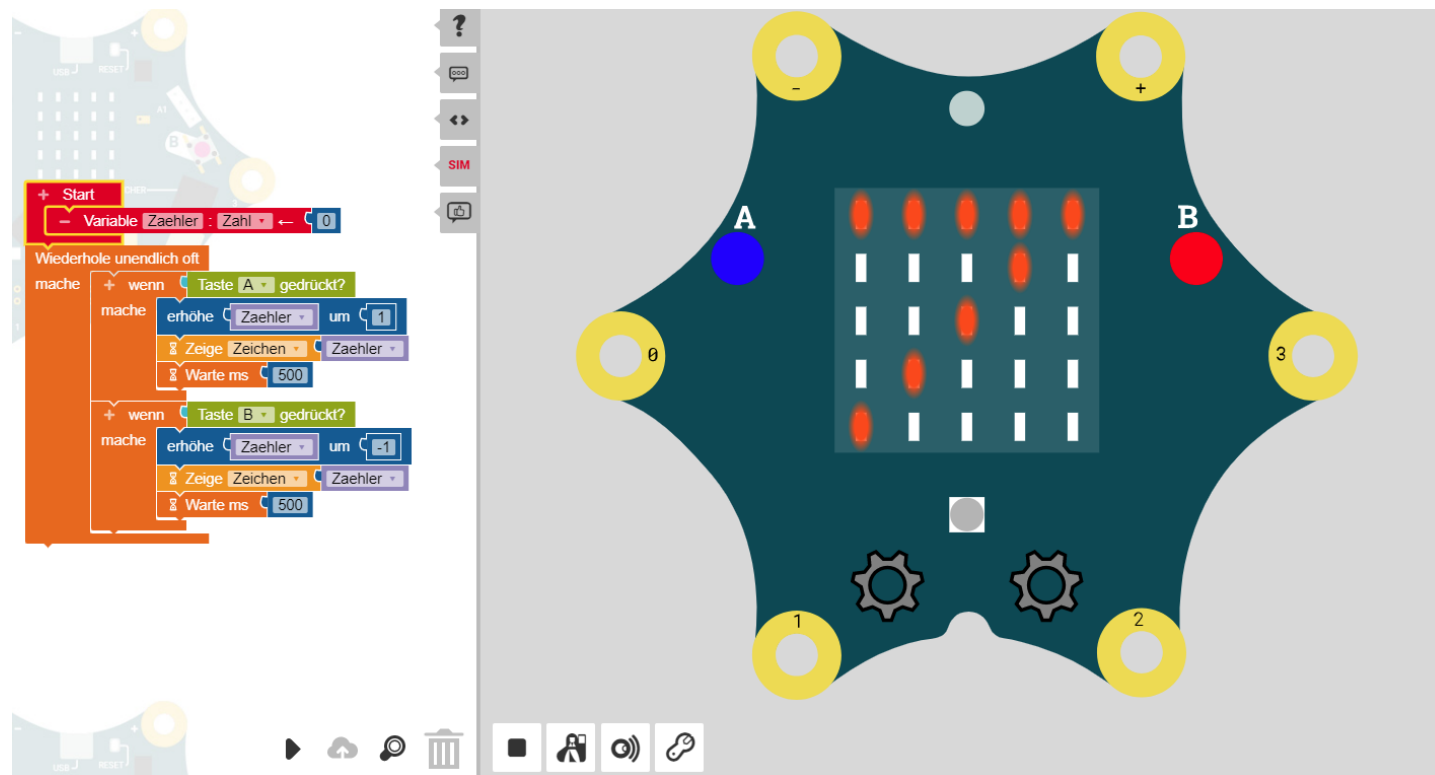 USB
RESET
A1
B
+ Start
− Variable Zaehler : Zahl ← 0
Wiederhole unendlich oft
mache + wenn Taste A gedrückt?
mache erhöhe Zaehler um 1
Zeige Zeichen Zaehler
Warte ms 500
+ wenn Taste B gedrückt?
mache erhöhe Zaehler um -1
Zeige Zeichen Zaehler
Warte ms 500
?
SIM
- +
A B
0 3
1 2